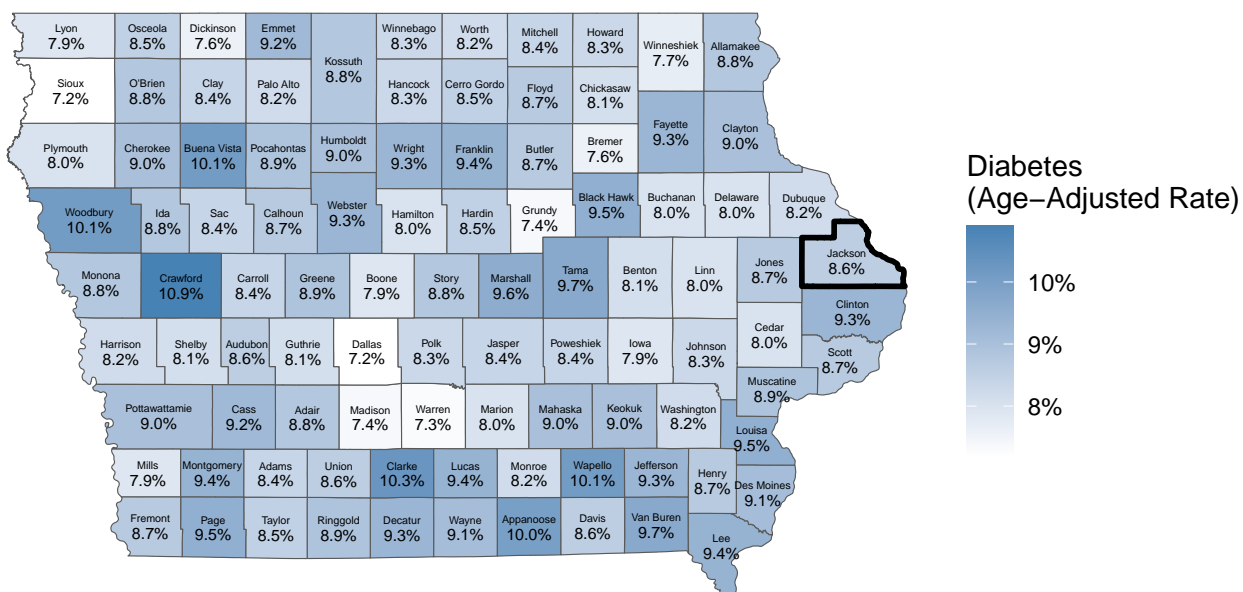 Lyon
7.9%
Osceola
8.5%
Dickinson
7.6%
Emmet
9.2%
Winnebago
8.3%
Worth
8.2%
Mitchell
8.4%
Howard
8.3%
Winneshiek
7.7%
Allamakee
8.8%
Kossuth
8.8%
Sioux
7.2%
O'Brien
8.8%
Clay
8.4%
Palo Alto
8.2%
Hancock
8.3%
Cerro Gordo
8.5%
Floyd
8.7%
Chickasaw
8.1%
Fayette
9.3%
Clayton
9.0%
Plymouth
8.0%
Cherokee
9.0%
Buena Vista
10.1%
Pocahontas
8.9%
Humboldt
9.0%
Wright
9.3%
Franklin
9.4%
Butler
8.7%
Bremer
7.6%
Woodbury
10.1%
Ida
8.8%
Sac
8.4%
Calhoun
8.7%
Webster
9.3%
Hamilton
8.0%
Hardin
8.5%
Grundy
7.4%
Black Hawk
9.5%
Buchanan
8.0%
Delaware
8.0%
Dubuque
8.2%
Jackson
8.6%
Monona
8.8%
Crawford
10.9%
Carroll
8.4%
Greene
8.9%
Boone
7.9%
Story
8.8%
Marshall
9.6%
Tama
9.7%
Benton
8.1%
Linn
8.0%
Jones
8.7%
Clinton
9.3%
Harrison
8.2%
Shelby
8.1%
Audubon
8.6%
Guthrie
8.1%
Dallas
7.2%
Polk
8.3%
Jasper
8.4%
Poweshiek
8.4%
Iowa
7.9%
Johnson
8.3%
Cedar
8.0%
Scott
8.7%
Muscatine
8.9%
Pottawattamie
9.0%
Cass
9.2%
Adair
8.8%
Madison
7.4%
Warren
7.3%
Marion
8.0%
Mahaska
9.0%
Keokuk
9.0%
Washington
8.2%
Louisa
9.5%
Mills
7.9%
Montgomery
9.4%
Adams
8.4%
Union
8.6%
Clarke
10.3%
Lucas
9.4%
Monroe
8.2%
Wapello
10.1%
Jefferson
9.3%
Henry
8.7%
Des Moines
9.1%
Fremont
8.7%
Page
9.5%
Taylor
8.5%
Ringgold
8.9%
Decatur
9.3%
Wayne
9.1%
Appanoose
10.0%
Davis
8.6%
Van Buren
9.7%
Lee
9.4%
Diabetes
(Age−Adjusted Rate)
10%
9%
8%